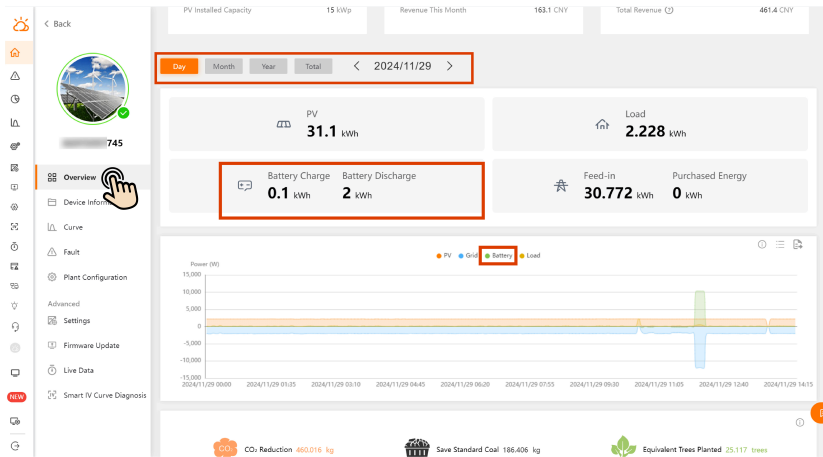 PV Installed Capacity 15 kWp
Revenue This Month 163.1 CNY
Total Revenue 461.4 CNY
Back
Day Month Year Total 2024/11/29
PV
31.1 kWh
Load
2.228 kWh
745
Battery Charge Battery Discharge
0.1 kWh 2 kWh
Feed-in Purchased Energy
30.772 kWh 0 kWh
Overview
Device Inform
Curve
Fault
Plant Configuration
Advanced
Settings
Firmware Update
Live Data
Smart IV Curve Diagnosis
NEW
PV Grid Battery Load
Power (W)
15,000
10,000
5,000
0
-5,000
-10,000
-15,000
2024/11/29 00:00 2024/11/29 01:35 2024/11/29 03:10 2024/11/29 04:45 2024/11/29 06:20 2024/11/29 07:55 2024/11/29 09:30 2024/11/29 11:05 2024/11/29 12:40 2024/11/29 14:15
CO₂ CO₂ Reduction 460.016 kg
Save Standard Coal 186.406 kg
Equivalent Trees Planted 25.117 trees